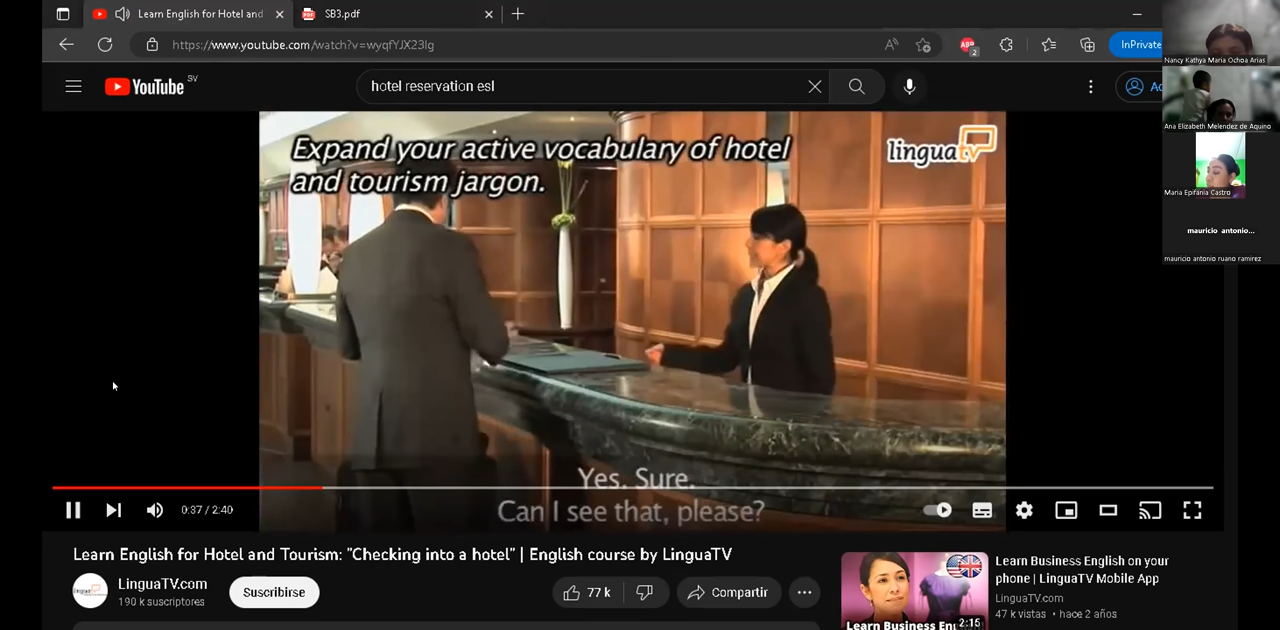 Learn English for Hotel and
SB3.pdf
https://www.youtube.com/watch?v=wyqfYJX23lg
InPrivate
YouTube SV
hotel reservation esl
Expand your active vocabulary of hotel
and tourism jargon.
linguatv
Yes. Sure.
Can I see that, please?
0:37 / 2:40
Learn English for Hotel and Tourism: "Checking into a hotel" | English course by LinguaTV
LinguaTV.com
190 k suscriptores
Suscribirse
77 k
Compartir
Learn Business English on your
phone | LinguaTV Mobile App
LinguaTV.com
47 k vistas • hace 2 años
Learn Business En
2:15
Nancy Kathya Maria Ochoa Arias
Ana Elizabeth Melendez de Aquino
Maria Epifania Castro
mauricio antonio...
mauricio antonio ruano ramirez